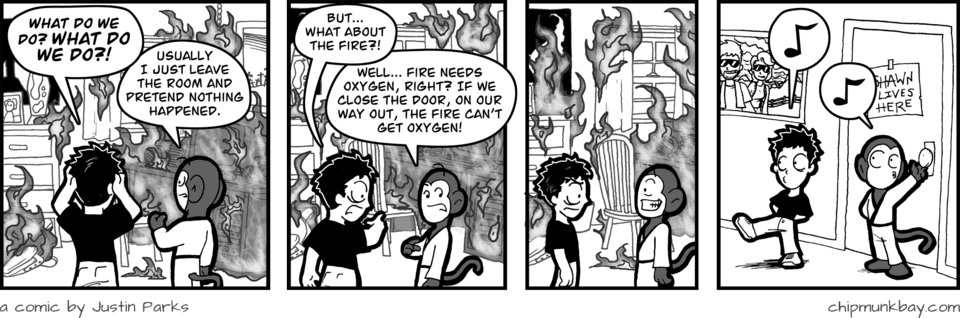 WHAT DO WE
DO? WHAT DO
WE DO?!
USUALLY
I JUST LEAVE
THE ROOM AND
PRETEND NOTHING
HAPPENED.
BUT...
WHAT ABOUT
THE FIRE?!
WELL... FIRE NEEDS
OXYGEN, RIGHT? IF WE
CLOSE THE DOOR, ON OUR
WAY OUT, THE FIRE CAN'T
GET OXYGEN!
SHAWN
LIVES
HERE
a comic by Justin Parks
chipmunkbay.com